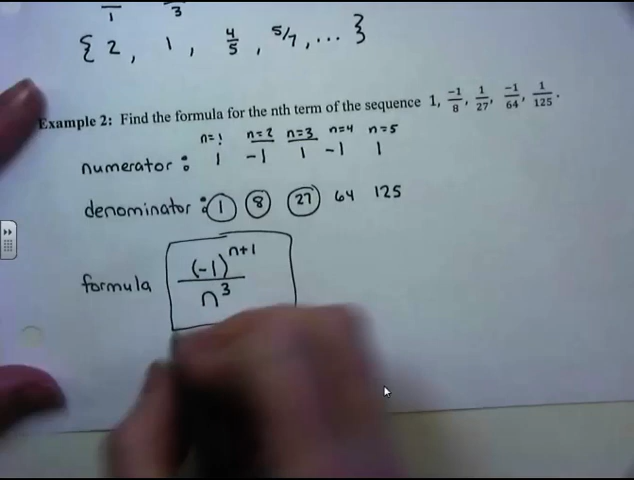 1 3
{ 2, 1, 4/5, 5/7, ... }
Example 2: Find the formula for the nth term of the sequence 1, -1/8, 1/27, -1/64, 1/125.
n=1 n=2 n=3 n=4 n=5
numerator : 1 -1 1 -1 1
denominator : 1 8 27 64 125
formula (-1)^(n+1) / n^3